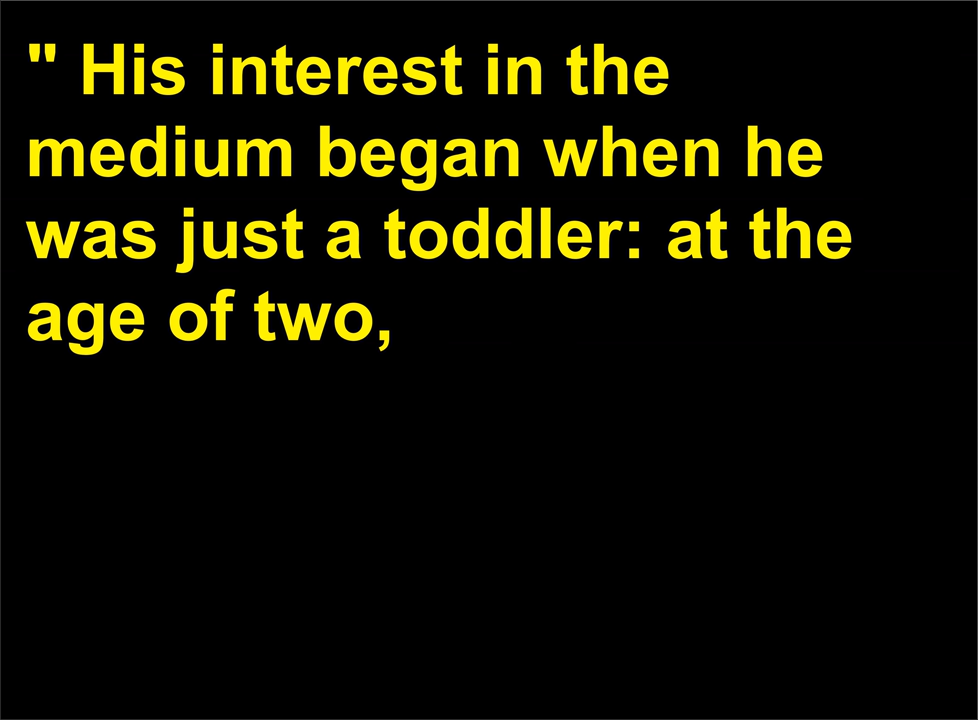 " His interest in the
medium began when he
was just a toddler: at the
age of two,